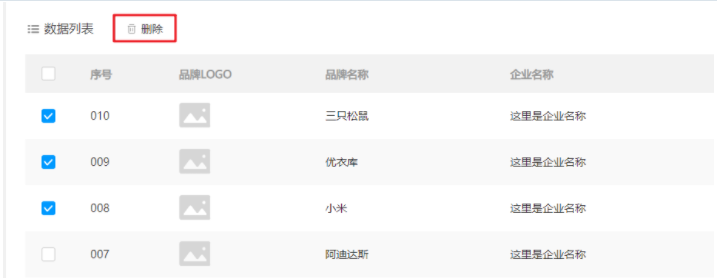 数据列表 删除
序号 品牌LOGO 品牌名称 企业名称
010 三只松鼠 这里是企业名称
009 优衣库 这里是企业名称
008 小米 这里是企业名称
007 阿迪达斯 这里是企业名称